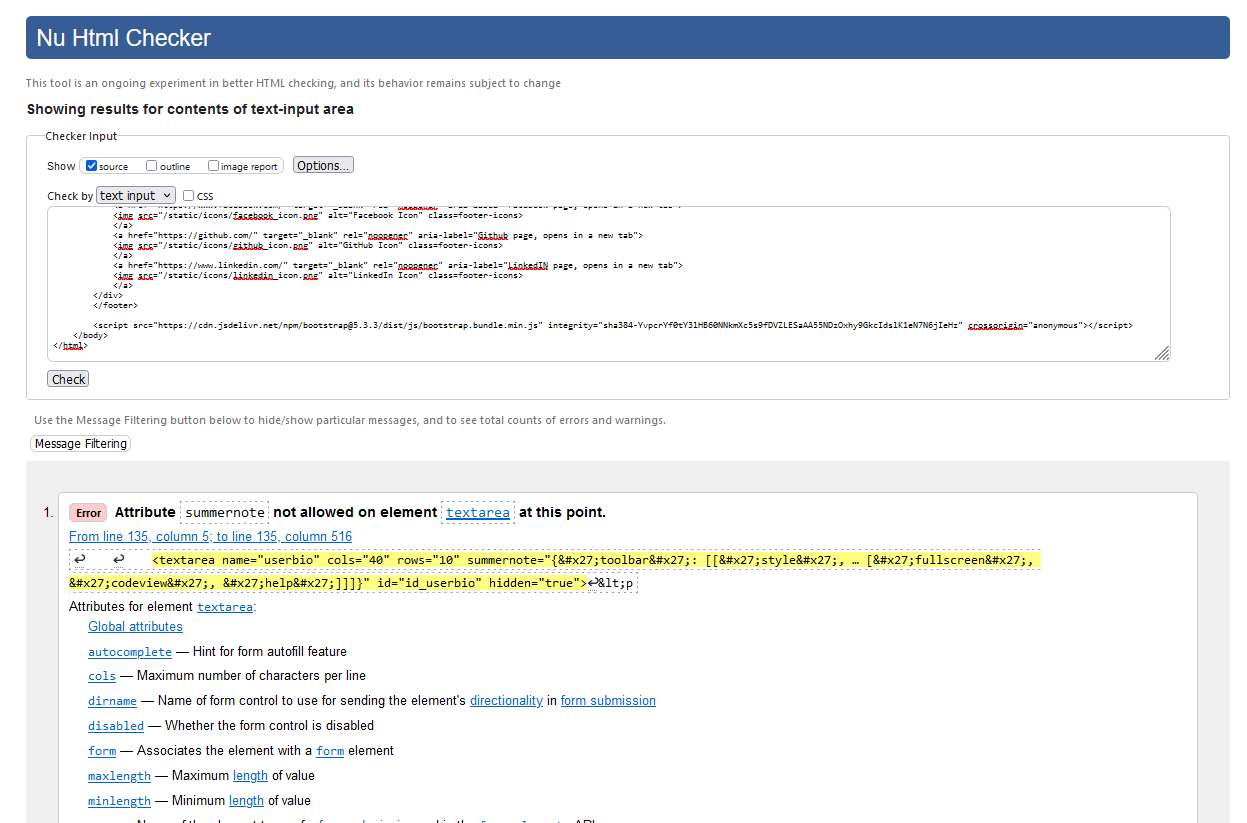 Nu Html Checker
This tool is an ongoing experiment in better HTML checking, and its behavior remains subject to change
Showing results for contents of text-input area
Checker Input
Show source outline image report Options...
Check by text input css
<img src="/static/icons/facebook_icon.png" alt="Facebook Icon" class=footer-icons>
</a>
<a href="https://github.com/" target="_blank" rel="noopener" aria-label="Github page, opens in a new tab">
<img src="/static/icons/github_icon.png" alt="GitHub Icon" class=footer-icons>
</a>
<a href="https://www.linkedin.com/" target="_blank" rel="noopener" aria-label="LinkedIN page, opens in a new tab">
<img src="/static/icons/linkedin_icon.png" alt="LinkedIn Icon" class=footer-icons>
</a>
</div>
</footer>
<script src="https://cdn.jsdelivr.net/npm/bootstrap@5.3.3/dist/js/bootstrap.bundle.min.js" integrity="sha384-YvpcrYf0tY3lHB60NNkmXc5s9fDVZLESaAA55NDzOxhy9GkcIdslK1eN7N6jIeHz" crossorigin="anonymous"></script>
</body>
</html>
Check
Use the Message Filtering button below to hide/show particular messages, and to see total counts of errors and warnings.
Message Filtering
1. Error Attribute summernote not allowed on element textarea at this point.
From line 135, column 5; to line 135, column 516
↩ ↩ <textarea name="userbio" cols="40" rows="10" summernote="{&#x27;toolbar&#x27;: [[&#x27;style&#x27;, … [&#x27;fullscreen&#x27;,
&#x27;codeview&#x27;, &#x27;help&#x27;]]]}" id="id_userbio" hidden="true">↩&lt;p
Attributes for element textarea:
Global attributes
autocomplete — Hint for form autofill feature
cols — Maximum number of characters per line
dirname — Name of form control to use for sending the element's directionality in form submission
disabled — Whether the form control is disabled
form — Associates the element with a form element
maxlength — Maximum length of value
minlength — Minimum length of value